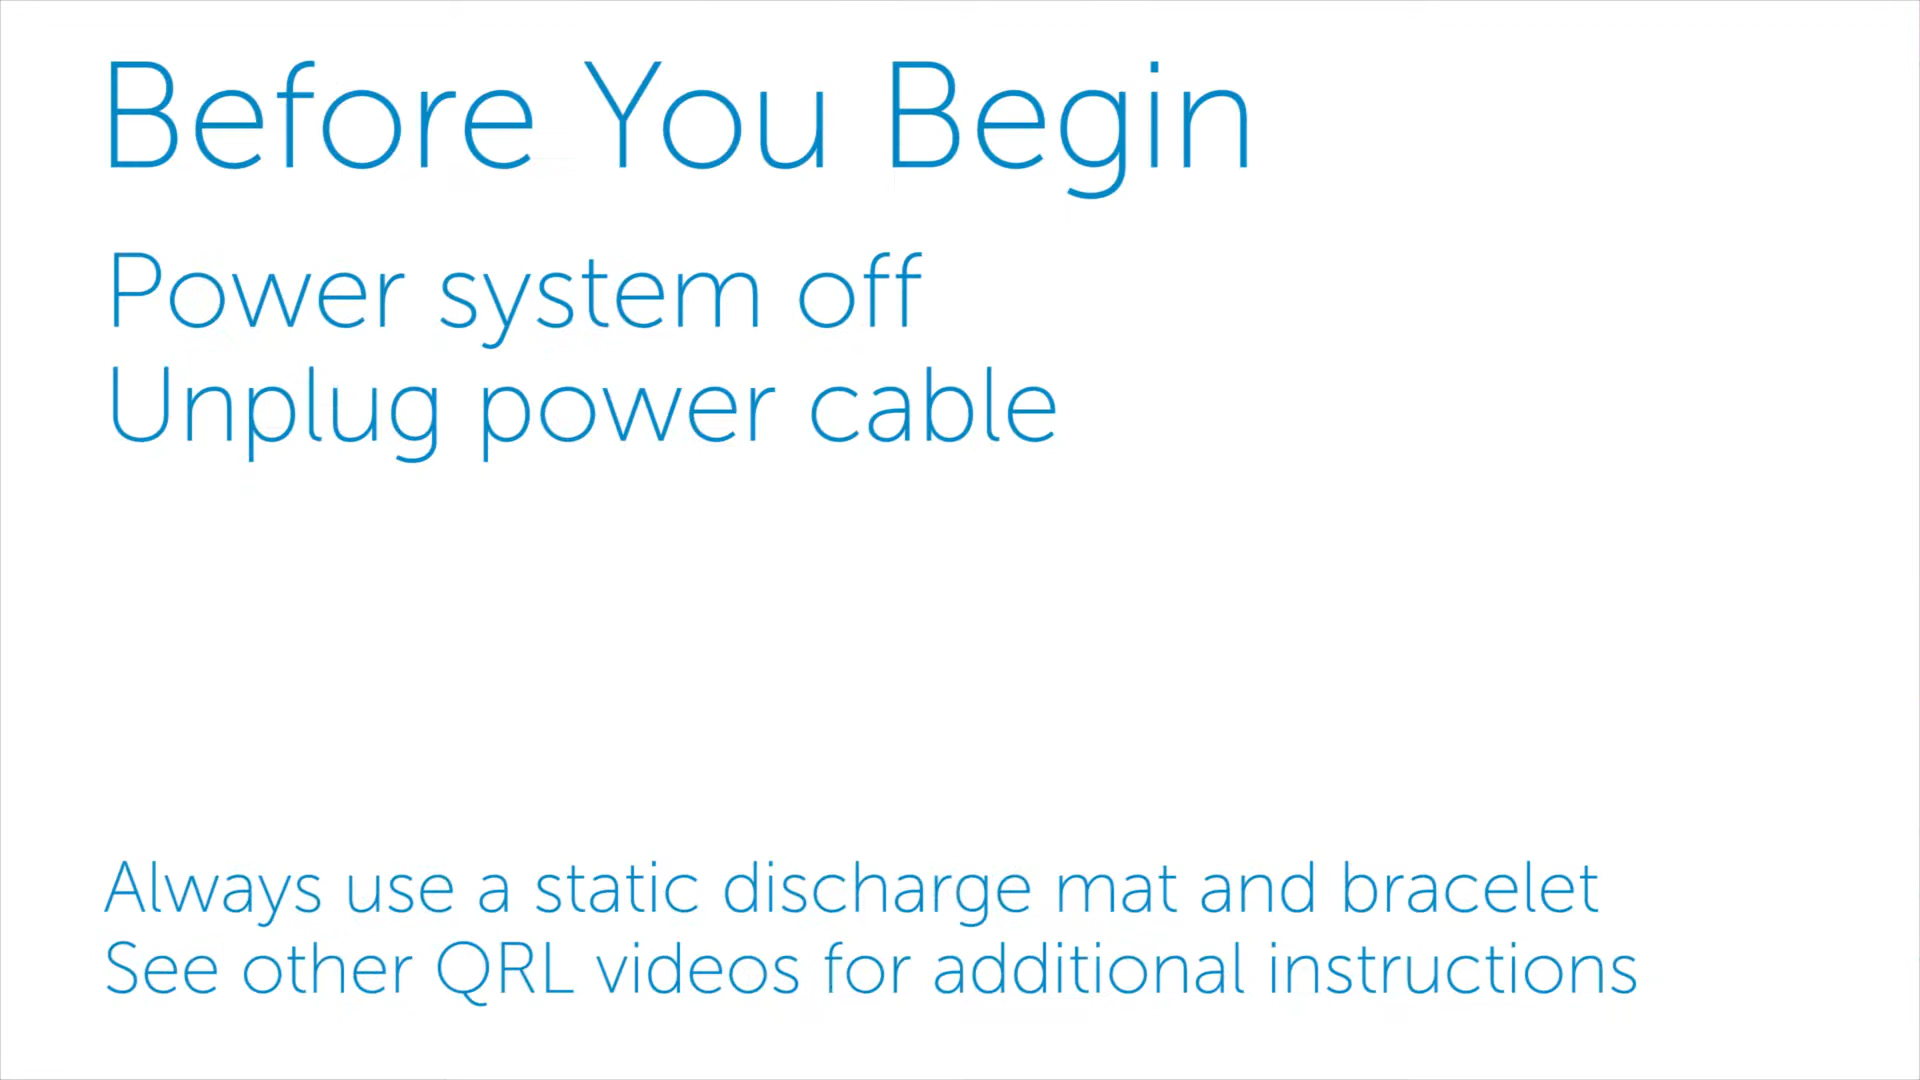 Before You Begin
Power system off
Unplug power cable
Always use a static discharge mat and bracelet
See other QRL videos for additional instructions